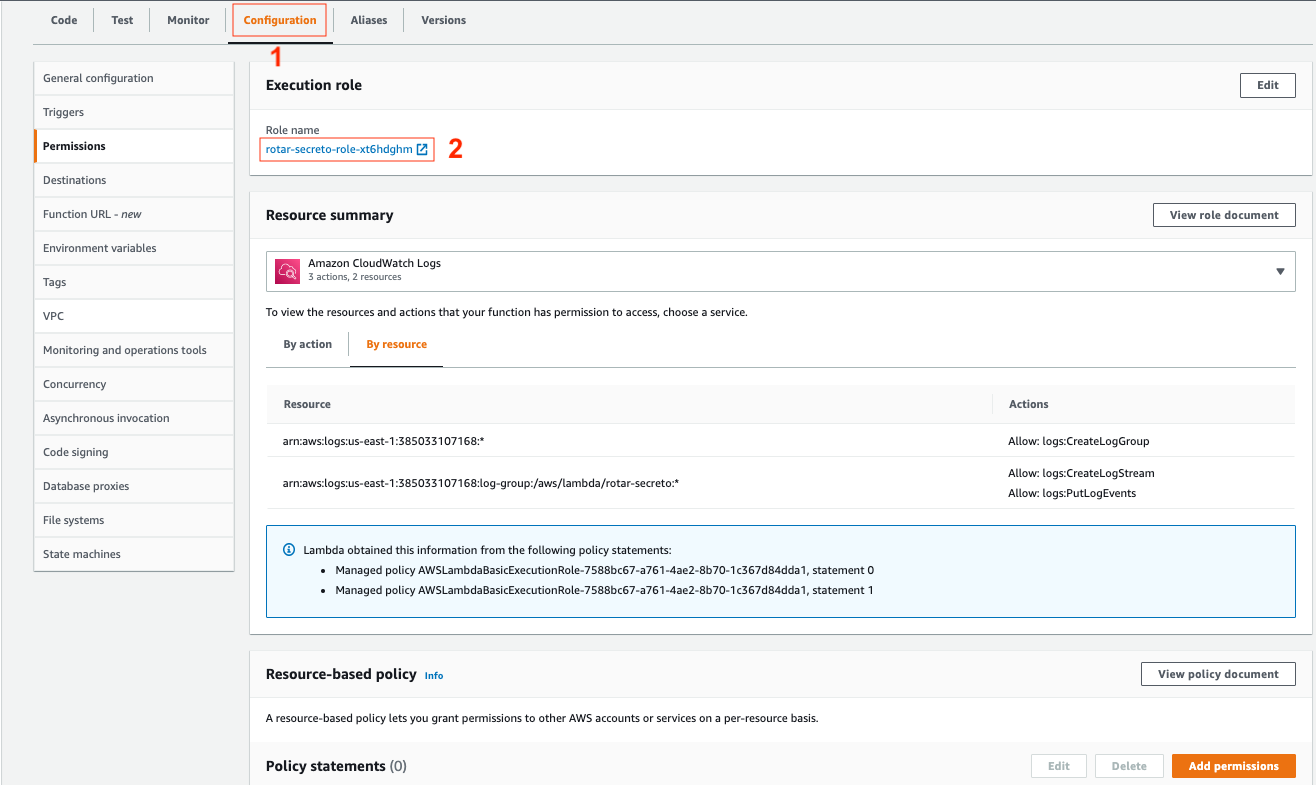 Code Test Monitor Configuration Aliases Versions
1
General configuration
Triggers
Permissions
Destinations
Function URL - new
Environment variables
Tags
VPC
Monitoring and operations tools
Concurrency
Asynchronous invocation
Code signing
Database proxies
File systems
State machines
Execution role
Edit
Role name
rotar-secreto-role-xt6hdghm
2
Resource summary
View role document
Amazon CloudWatch Logs
3 actions, 2 resources
To view the resources and actions that your function has permission to access, choose a service.
By action By resource
Resource Actions
arn:aws:logs:us-east-1:385033107168:* Allow: logs:CreateLogGroup
arn:aws:logs:us-east-1:385033107168:log-group:/aws/lambda/rotar-secreto:*
Allow: logs:CreateLogStream
Allow: logs:PutLogEvents
Lambda obtained this information from the following policy statements:
• Managed policy AWSLambdaBasicExecutionRole-7588bc67-a761-4ae2-8b70-1c367d84dda1, statement 0
• Managed policy AWSLambdaBasicExecutionRole-7588bc67-a761-4ae2-8b70-1c367d84dda1, statement 1
Resource-based policy Info
View policy document
A resource-based policy lets you grant permissions to other AWS accounts or services on a per-resource basis.
Policy statements (0)
Edit Delete Add permissions